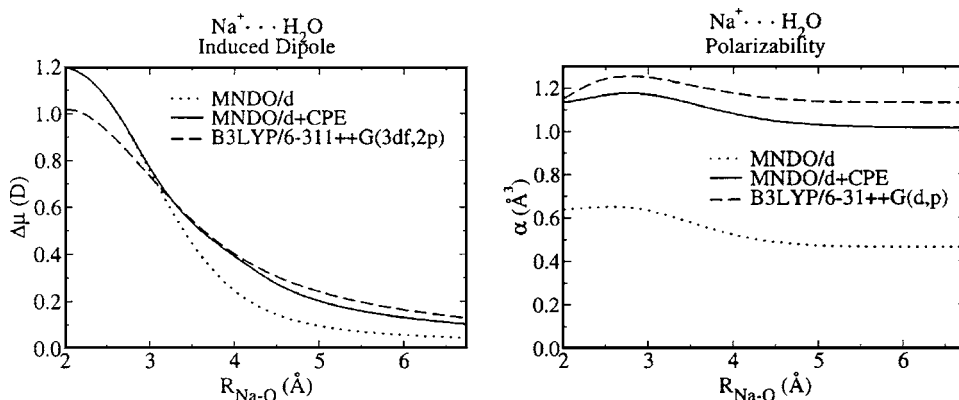 Na⁺ · · · H₂O
Induced Dipole
1.2
1.0
0.8
0.6
0.4
0.2
0.0
Δμ (D)
MNDO/d
MNDO/d+CPE
B3LYP/6-311++G(3df,2p)
2 3 4 5 6
R_Na-O (Å)
Na⁺ · · · H₂O
Polarizability
1.2
1.0
0.8
0.6
0.4
0.2
0.0
α (Å³)
MNDO/d
MNDO/d+CPE
B3LYP/6-31++G(d,p)
2 3 4 5 6
R_Na-O (Å)